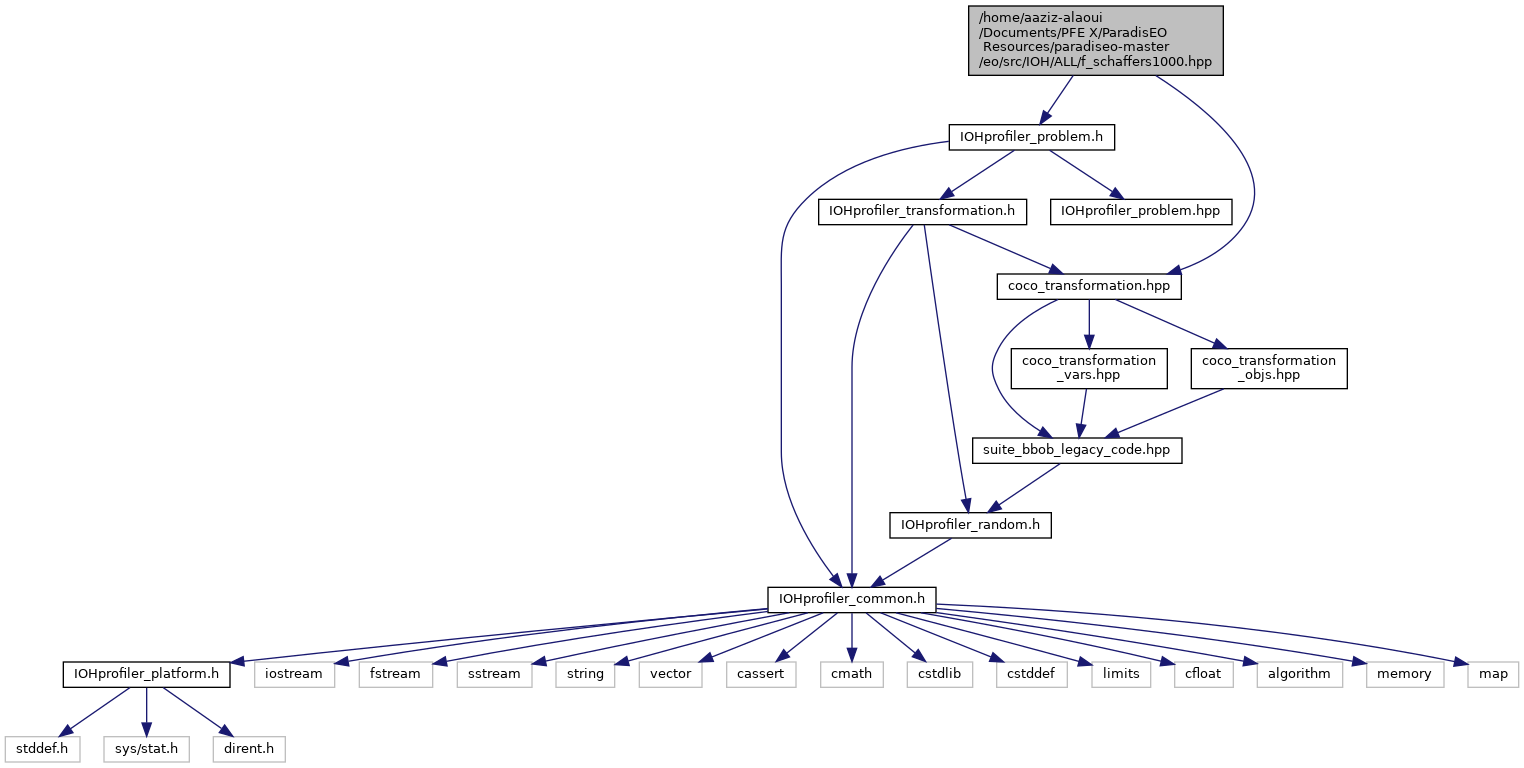 /home/aaziz-alaoui
/Documents/PFE X/ParadisEO
Resources/paradiseo-master
/eo/src/IOH/ALL/f_schaffers1000.hpp
IOHprofiler_problem.h
IOHprofiler_transformation.h
IOHprofiler_problem.hpp
coco_transformation.hpp
coco_transformation
_vars.hpp
coco_transformation
_objs.hpp
suite_bbob_legacy_code.hpp
IOHprofiler_random.h
IOHprofiler_common.h
IOHprofiler_platform.h
iostream
fstream
sstream
string
vector
cassert
cmath
cstdlib
cstddef
limits
cfloat
algorithm
memory
map
stddef.h
sys/stat.h
dirent.h